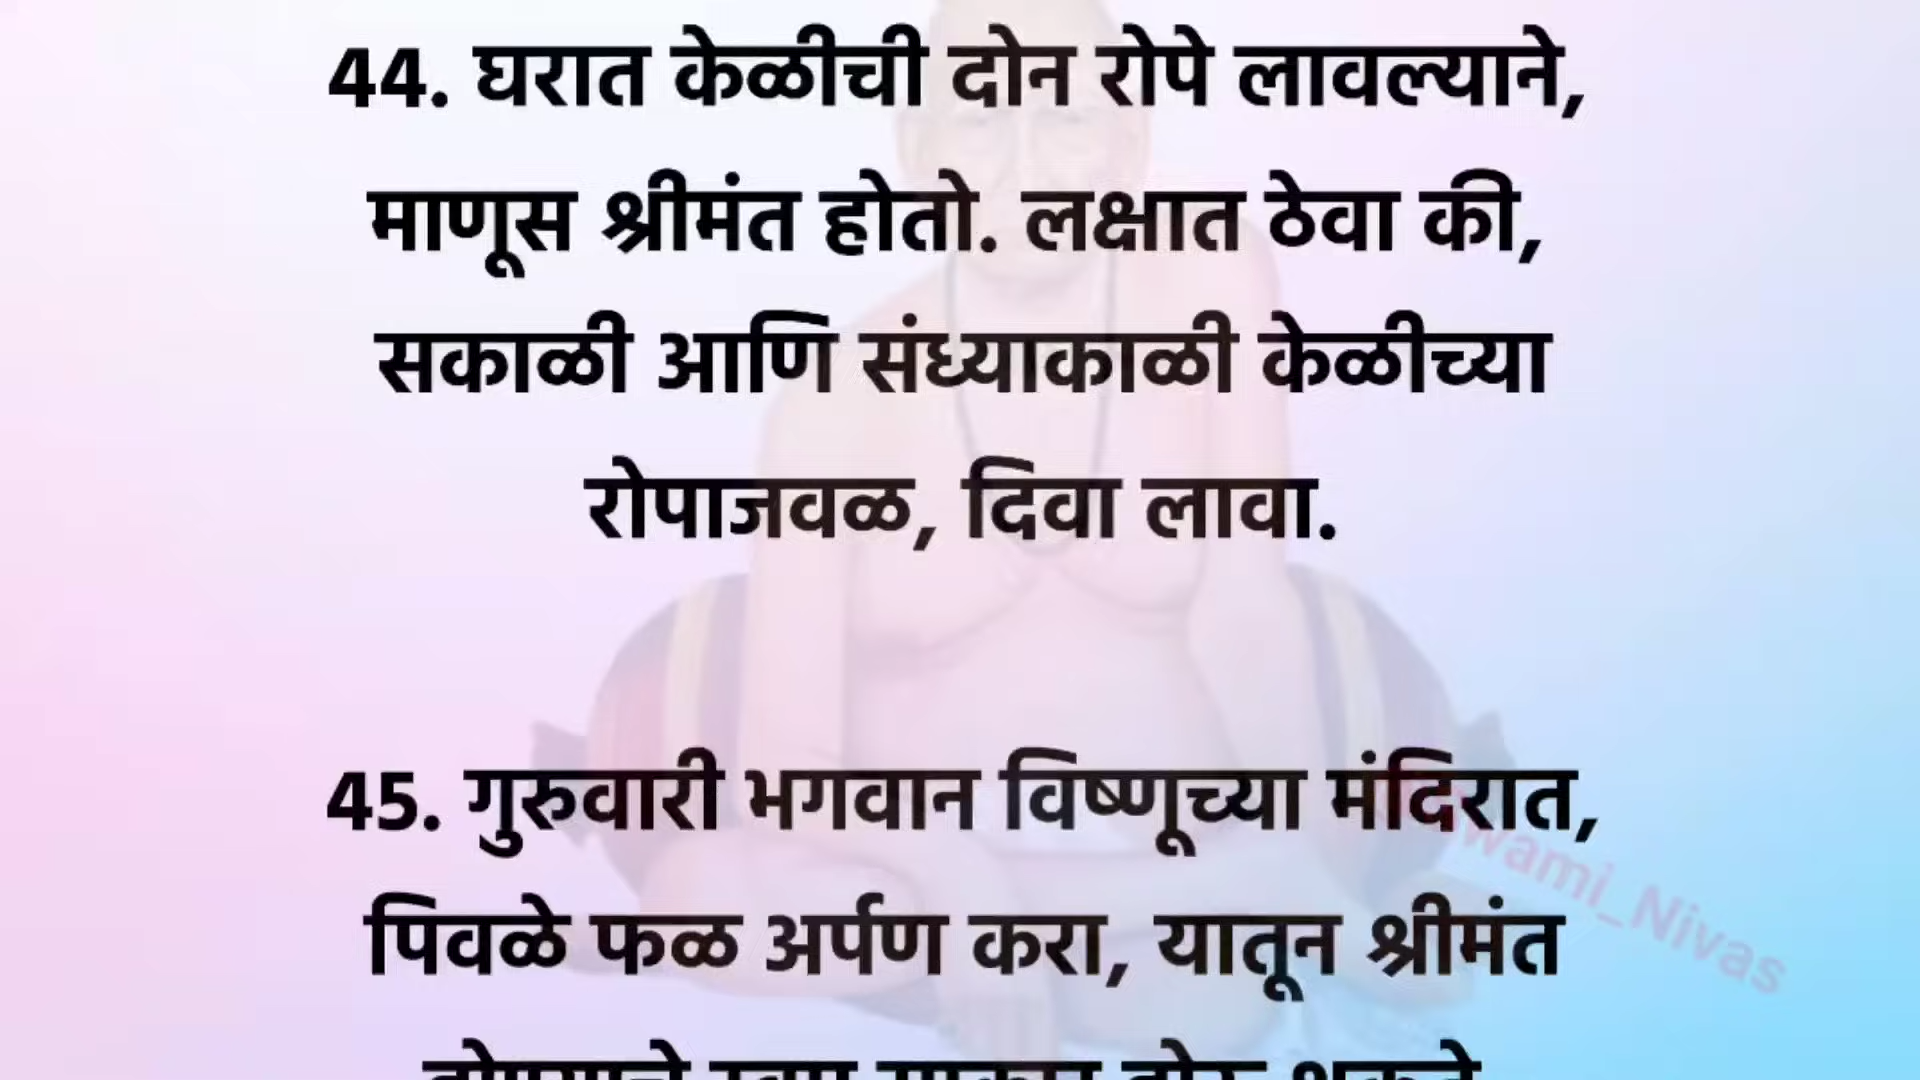 44. घरात केळीची दोन रोपे लावल्याने,
माणूस श्रीमंत होतो. लक्षात ठेवा की,
सकाळी आणि संध्याकाळी केळीच्या
रोपाजवळ, दिवा लावा.
45. गुरुवारी भगवान विष्णूच्या मंदिरात,
पिवळे फळ अर्पण करा, यातून श्रीमंत